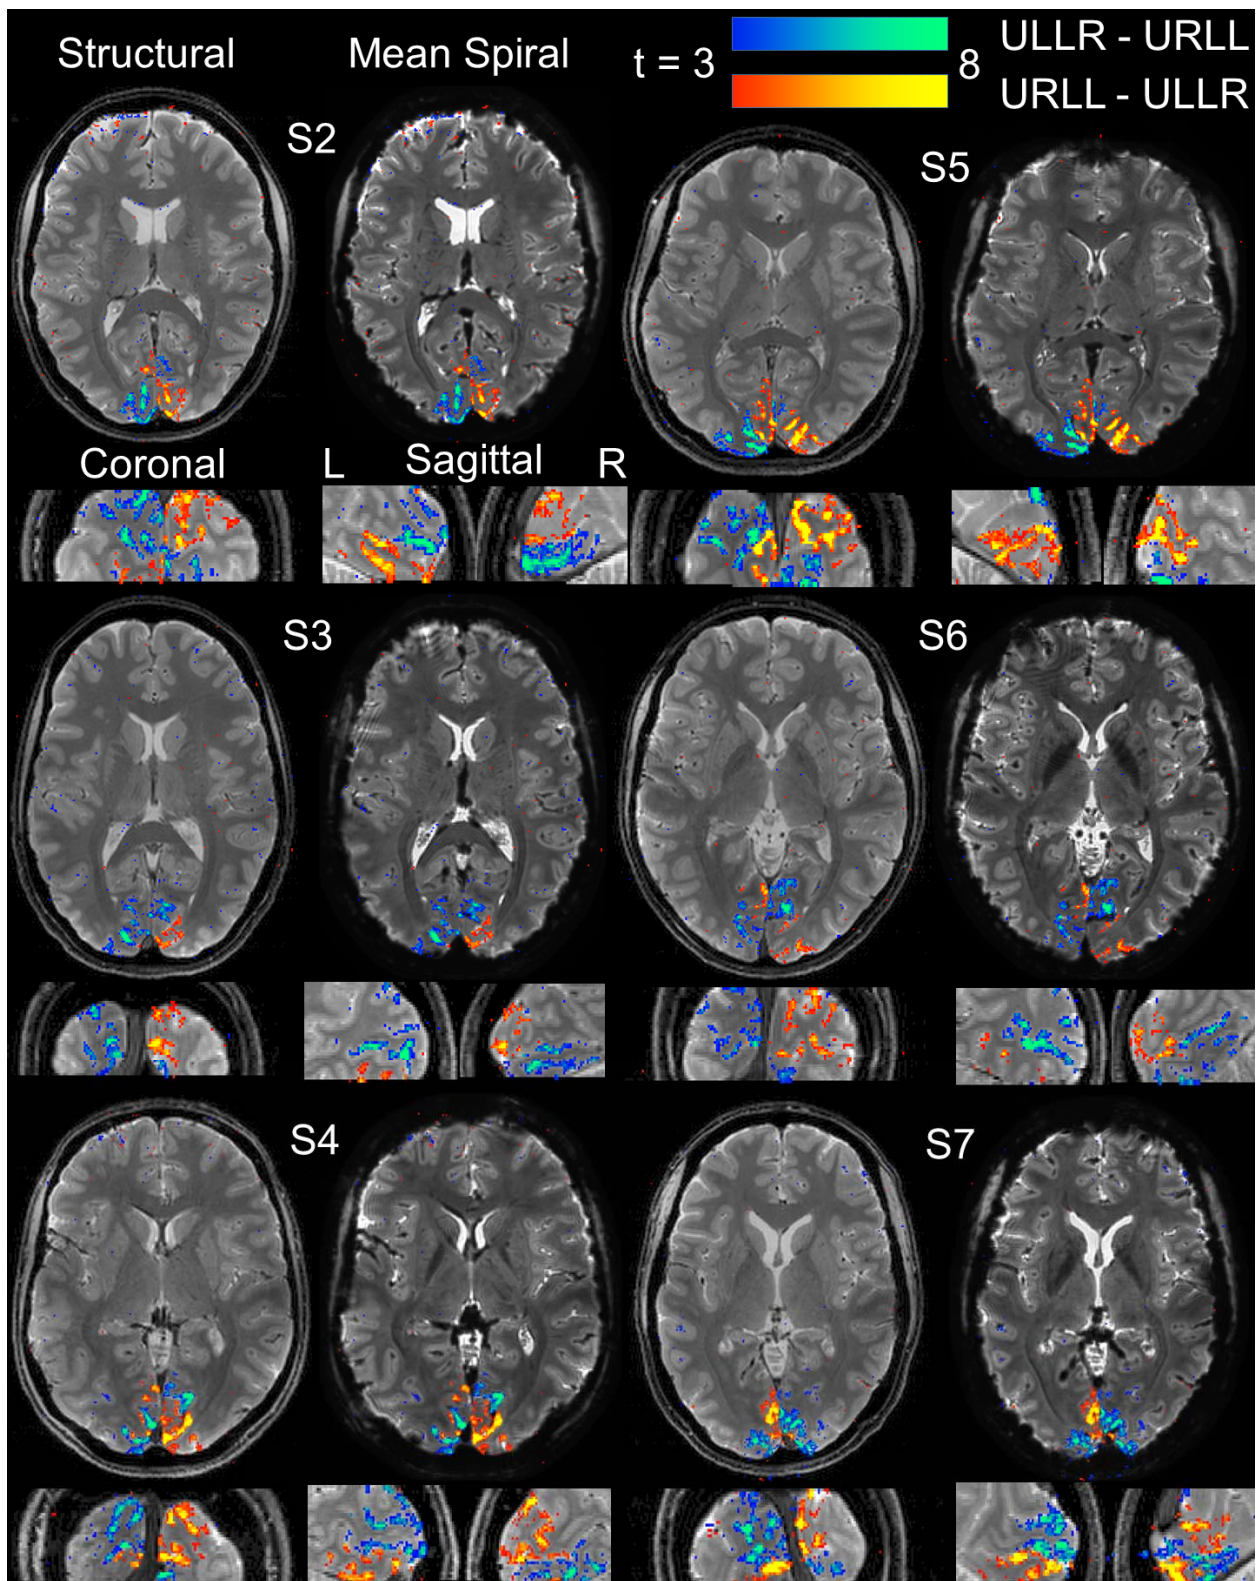 Structural
Mean Spiral
t = 3
8
ULLR - URLL
URLL - ULLR
S2
S5
Coronal
L
Sagittal
R
S3
S6
S4
S7